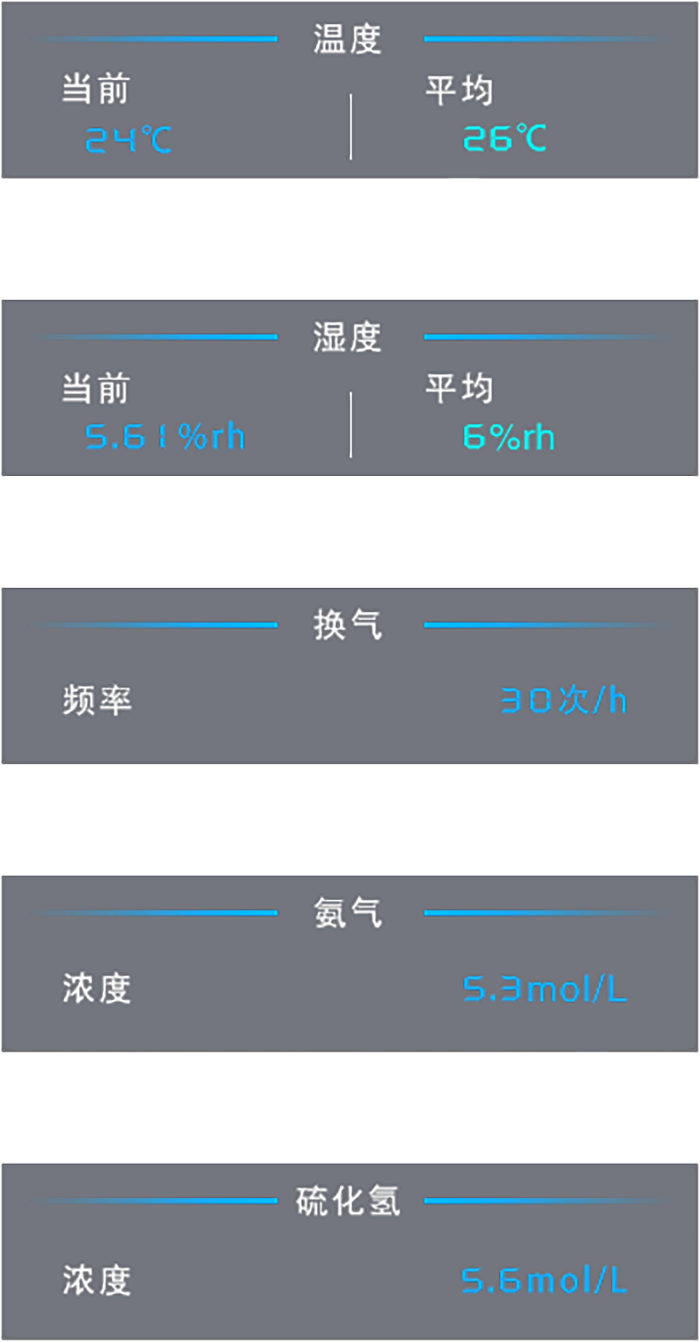 温度
当前 平均
24℃ 26℃
湿度
当前 平均
5.61%rh 6%rh
换气
频率 30次/h
氨气
浓度 5.3mol/L
硫化氢
浓度 5.6mol/L